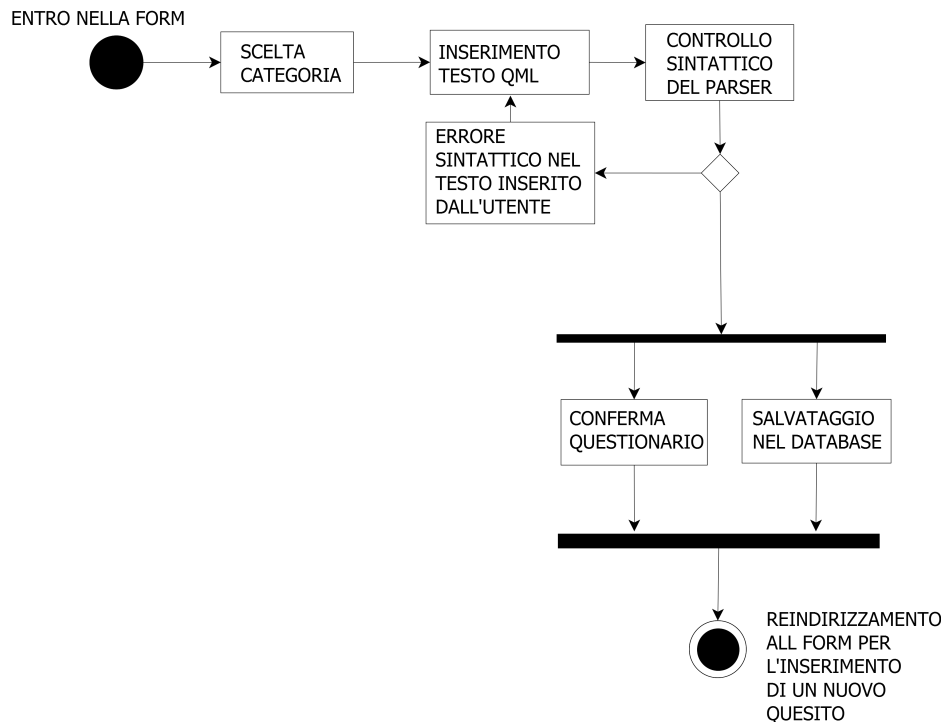 ENTRO NELLA FORM
SCELTA
CATEGORIA
INSERIMENTO
TESTO QML
CONTROLLO
SINTATTICO
DEL PARSER
ERRORE
SINTATTICO NEL
TESTO INSERITO
DALL'UTENTE
CONFERMA
QUESTIONARIO
SALVATAGGIO
NEL DATABASE
REINDIRIZZAMENTO
ALL FORM PER
L'INSERIMENTO
DI UN NUOVO
QUESITO